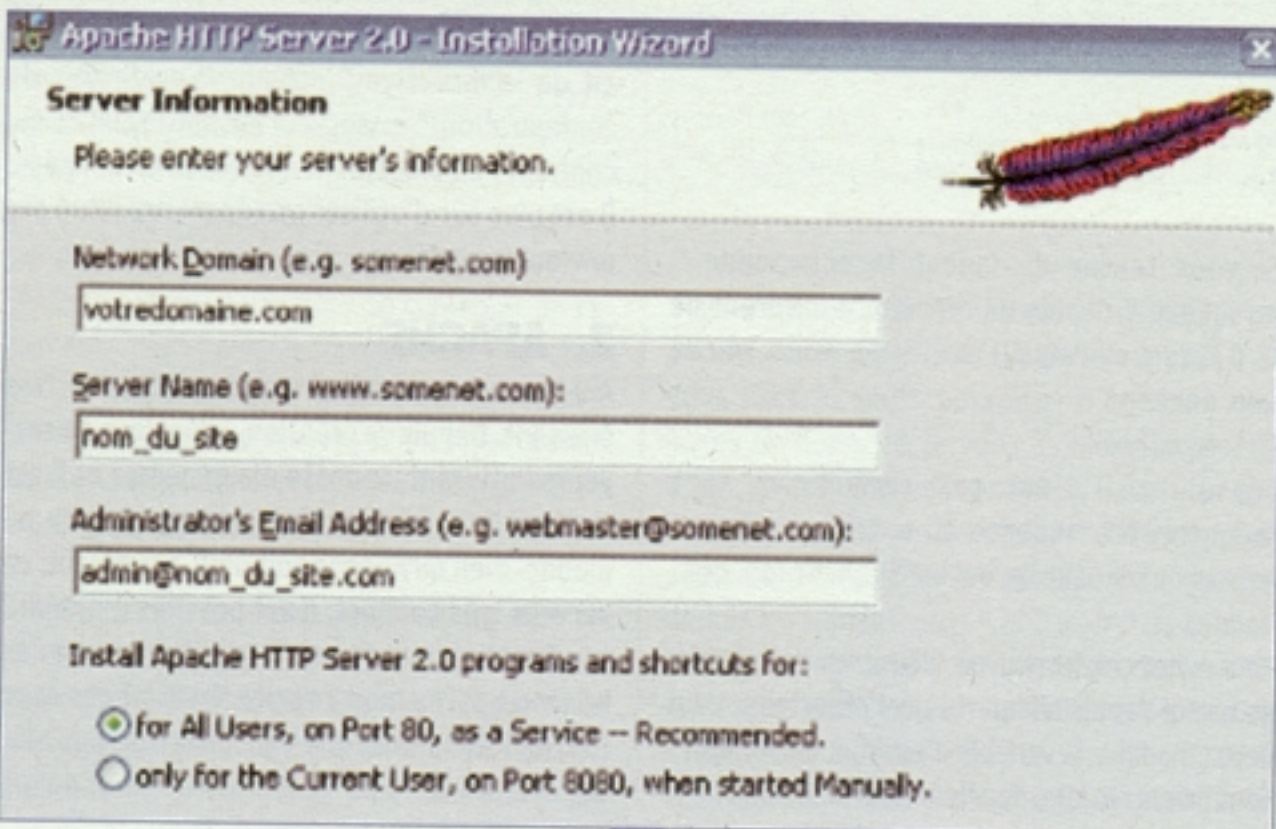 Apache HTTP Server 2.0 - Installation Wizard
Server Information
Please enter your server's information.
Network Domain (e.g. somenet.com)
votredomaine.com
Server Name (e.g. www.somenet.com):
nom_du_site
Administrator's Email Address (e.g. webmaster@somenet.com):
admin@nom_du_site.com
Install Apache HTTP Server 2.0 programs and shortcuts for:
for All Users, on Port 80, as a Service -- Recommended.
only for the Current User, on Port 8080, when started Manually.